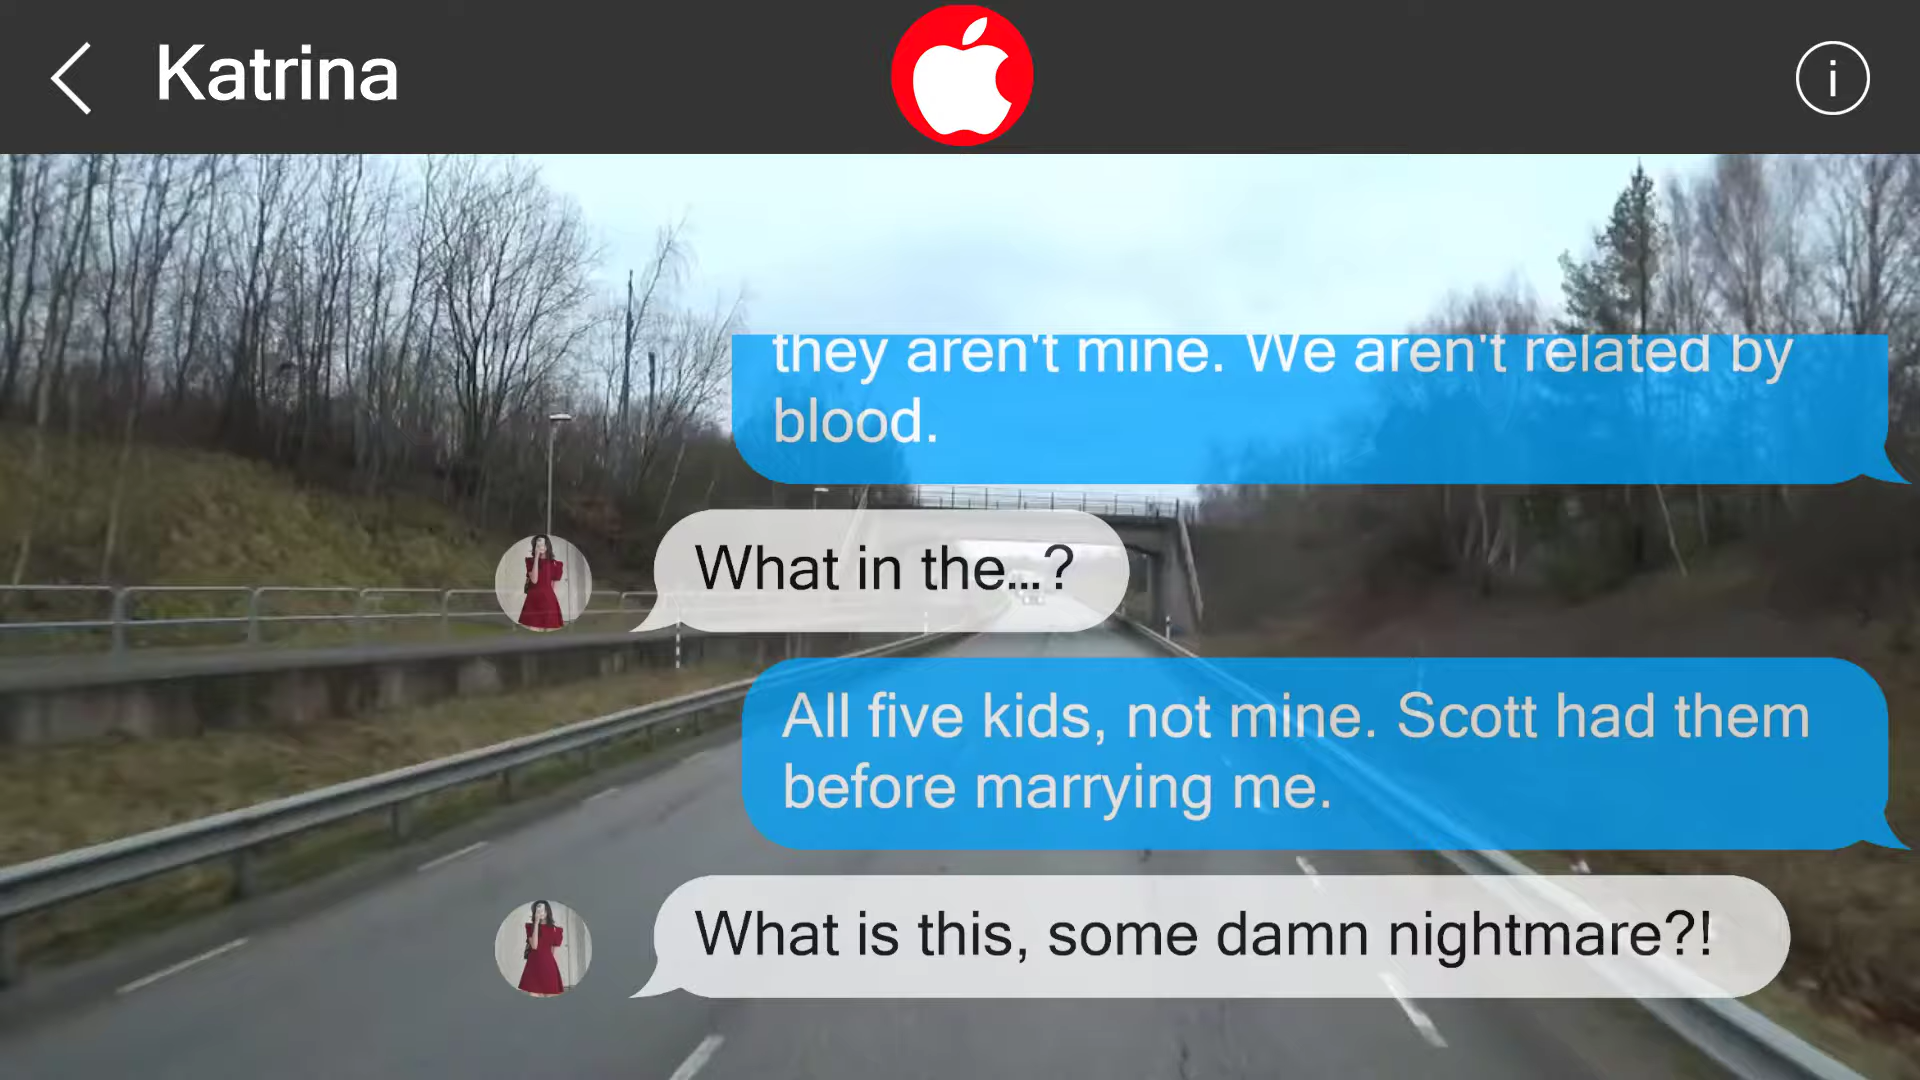 Katrina
i
they aren't mine. We aren't related by
blood.
What in the...?
All five kids, not mine. Scott had them
before marrying me.
What is this, some damn nightmare?!